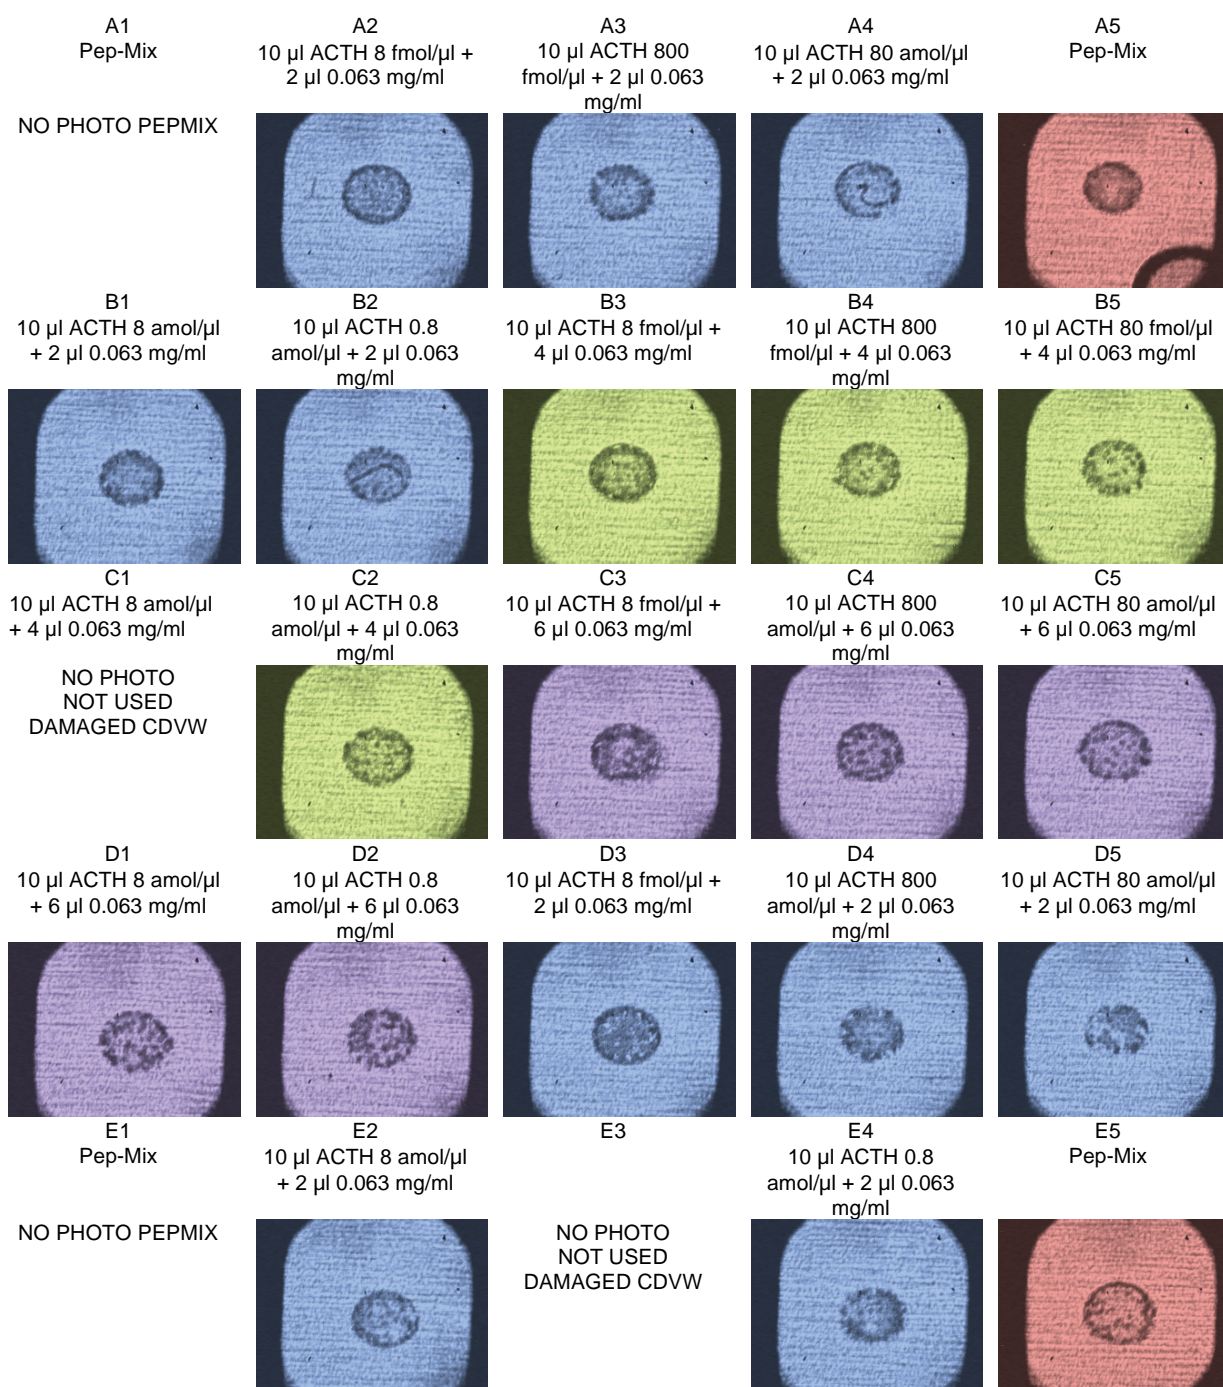 A1
Pep-Mix
A2
10 µl ACTH 8 fmol/µl +
2 µl 0.063 mg/ml
A3
10 µl ACTH 800
fmol/µl + 2 µl 0.063
mg/ml
A4
10 µl ACTH 80 amol/µl
+ 2 µl 0.063 mg/ml
A5
Pep-Mix
NO PHOTO PEPMIX
B1
10 µl ACTH 8 amol/µl
+ 2 µl 0.063 mg/ml
B2
10 µl ACTH 0.8
amol/µl + 2 µl 0.063
mg/ml
B3
10 µl ACTH 8 fmol/µl +
4 µl 0.063 mg/ml
B4
10 µl ACTH 800
fmol/µl + 4 µl 0.063
mg/ml
B5
10 µl ACTH 80 fmol/µl
+ 4 µl 0.063 mg/ml
C1
10 µl ACTH 8 amol/µl
+ 4 µl 0.063 mg/ml
C2
10 µl ACTH 0.8
amol/µl + 4 µl 0.063
mg/ml
C3
10 µl ACTH 8 fmol/µl +
6 µl 0.063 mg/ml
C4
10 µl ACTH 800
amol/µl + 6 µl 0.063
mg/ml
C5
10 µl ACTH 80 amol/µl
+ 6 µl 0.063 mg/ml
NO PHOTO
NOT USED
DAMAGED CDVW
D1
10 µl ACTH 8 amol/µl
+ 6 µl 0.063 mg/ml
D2
10 µl ACTH 0.8
amol/µl + 6 µl 0.063
mg/ml
D3
10 µl ACTH 8 fmol/µl +
2 µl 0.063 mg/ml
D4
10 µl ACTH 800
amol/µl + 2 µl 0.063
mg/ml
D5
10 µl ACTH 80 amol/µl
+ 2 µl 0.063 mg/ml
E1
Pep-Mix
E2
10 µl ACTH 8 amol/µl
+ 2 µl 0.063 mg/ml
E3
E4
10 µl ACTH 0.8
amol/µl + 2 µl 0.063
mg/ml
E5
Pep-Mix
NO PHOTO PEPMIX
NO PHOTO
NOT USED
DAMAGED CDVW